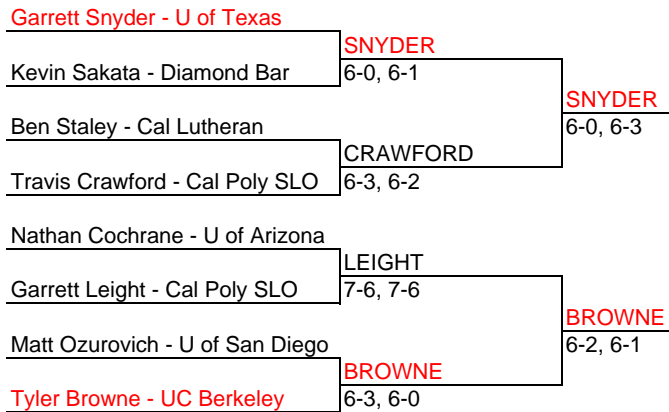 Garrett Snyder - U of Texas
SNYDER
Kevin Sakata - Diamond Bar
6-0, 6-1
SNYDER
Ben Staley - Cal Lutheran
6-0, 6-3
CRAWFORD
Travis Crawford - Cal Poly SLO
6-3, 6-2
Nathan Cochrane - U of Arizona
LEIGHT
Garrett Leight - Cal Poly SLO
7-6, 7-6
BROWNE
Matt Ozurovich - U of San Diego
6-2, 6-1
BROWNE
Tyler Browne - UC Berkeley
6-3, 6-0